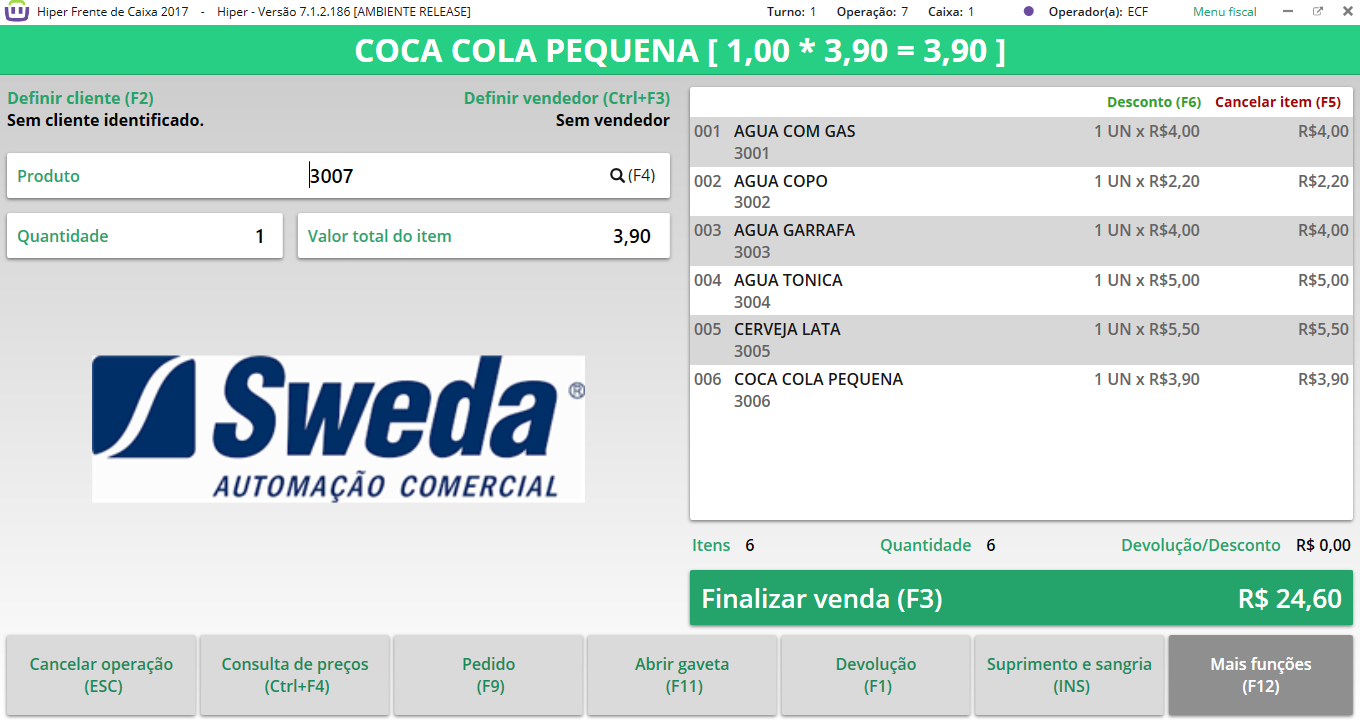 Hiper Frente de Caixa 2017 - Hiper - Versão 7.1.2.186 [AMBIENTE RELEASE] Turno: 1 Operação: 7 Caixa: 1 Operador(a): ECF Menu fiscal
COCA COLA PEQUENA [ 1,00 * 3,90 = 3,90 ]
Definir cliente (F2) Definir vendedor (Ctrl+F3)
Sem cliente identificado. Sem vendedor
Produto 3007 (F4)
Quantidade 1 Valor total do item 3,90
Sweda ®
AUTOMAÇÃO COMERCIAL
Desconto (F6) Cancelar item (F5)
001 AGUA COM GAS 1 UN x R$4,00 R$4,00
3001
002 AGUA COPO 1 UN x R$2,20 R$2,20
3002
003 AGUA GARRAFA 1 UN x R$4,00 R$4,00
3003
004 AGUA TONICA 1 UN x R$5,00 R$5,00
3004
005 CERVEJA LATA 1 UN x R$5,50 R$5,50
3005
006 COCA COLA PEQUENA 1 UN x R$3,90 R$3,90
3006
Itens 6 Quantidade 6 Devolução/Desconto R$ 0,00
Finalizar venda (F3) R$ 24,60
Cancelar operação Consulta de preços Pedido Abrir gaveta Devolução Suprimento e sangria Mais funções
(ESC) (Ctrl+F4) (F9) (F11) (F1) (INS) (F12)